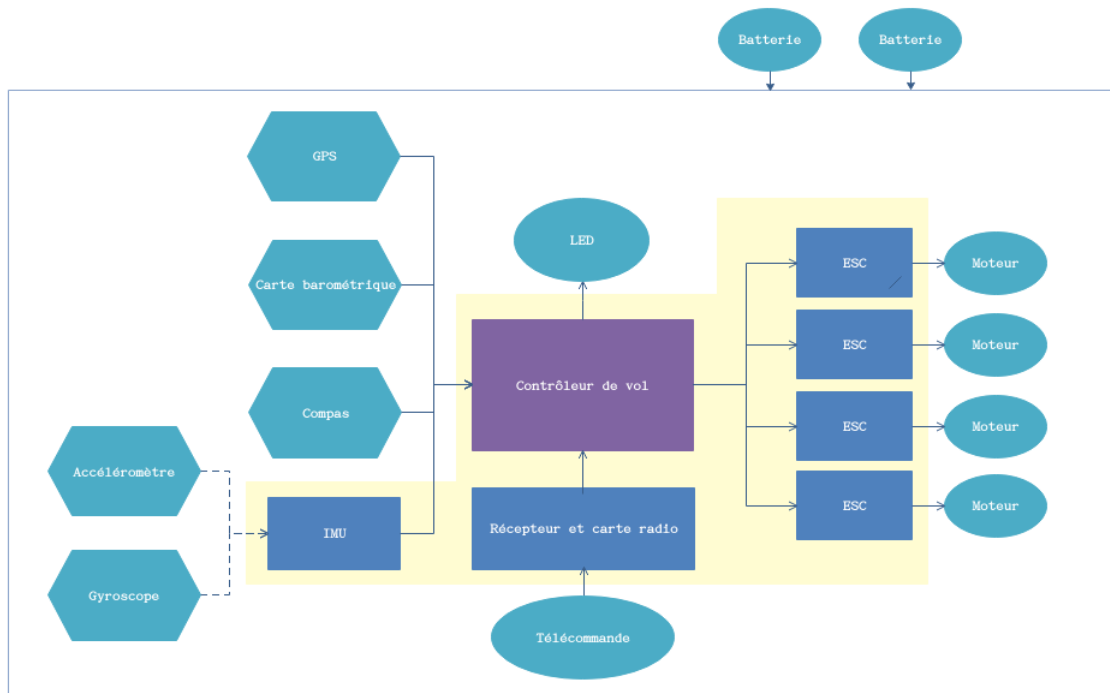 Batterie
Batterie
GPS
Carte barométrique
Compas
Accéléromètre
Gyroscope
IMU
LED
Contrôleur de vol
Récepteur et carte radio
Télécommande
ESC
Moteur
ESC
Moteur
ESC
Moteur
ESC
Moteur